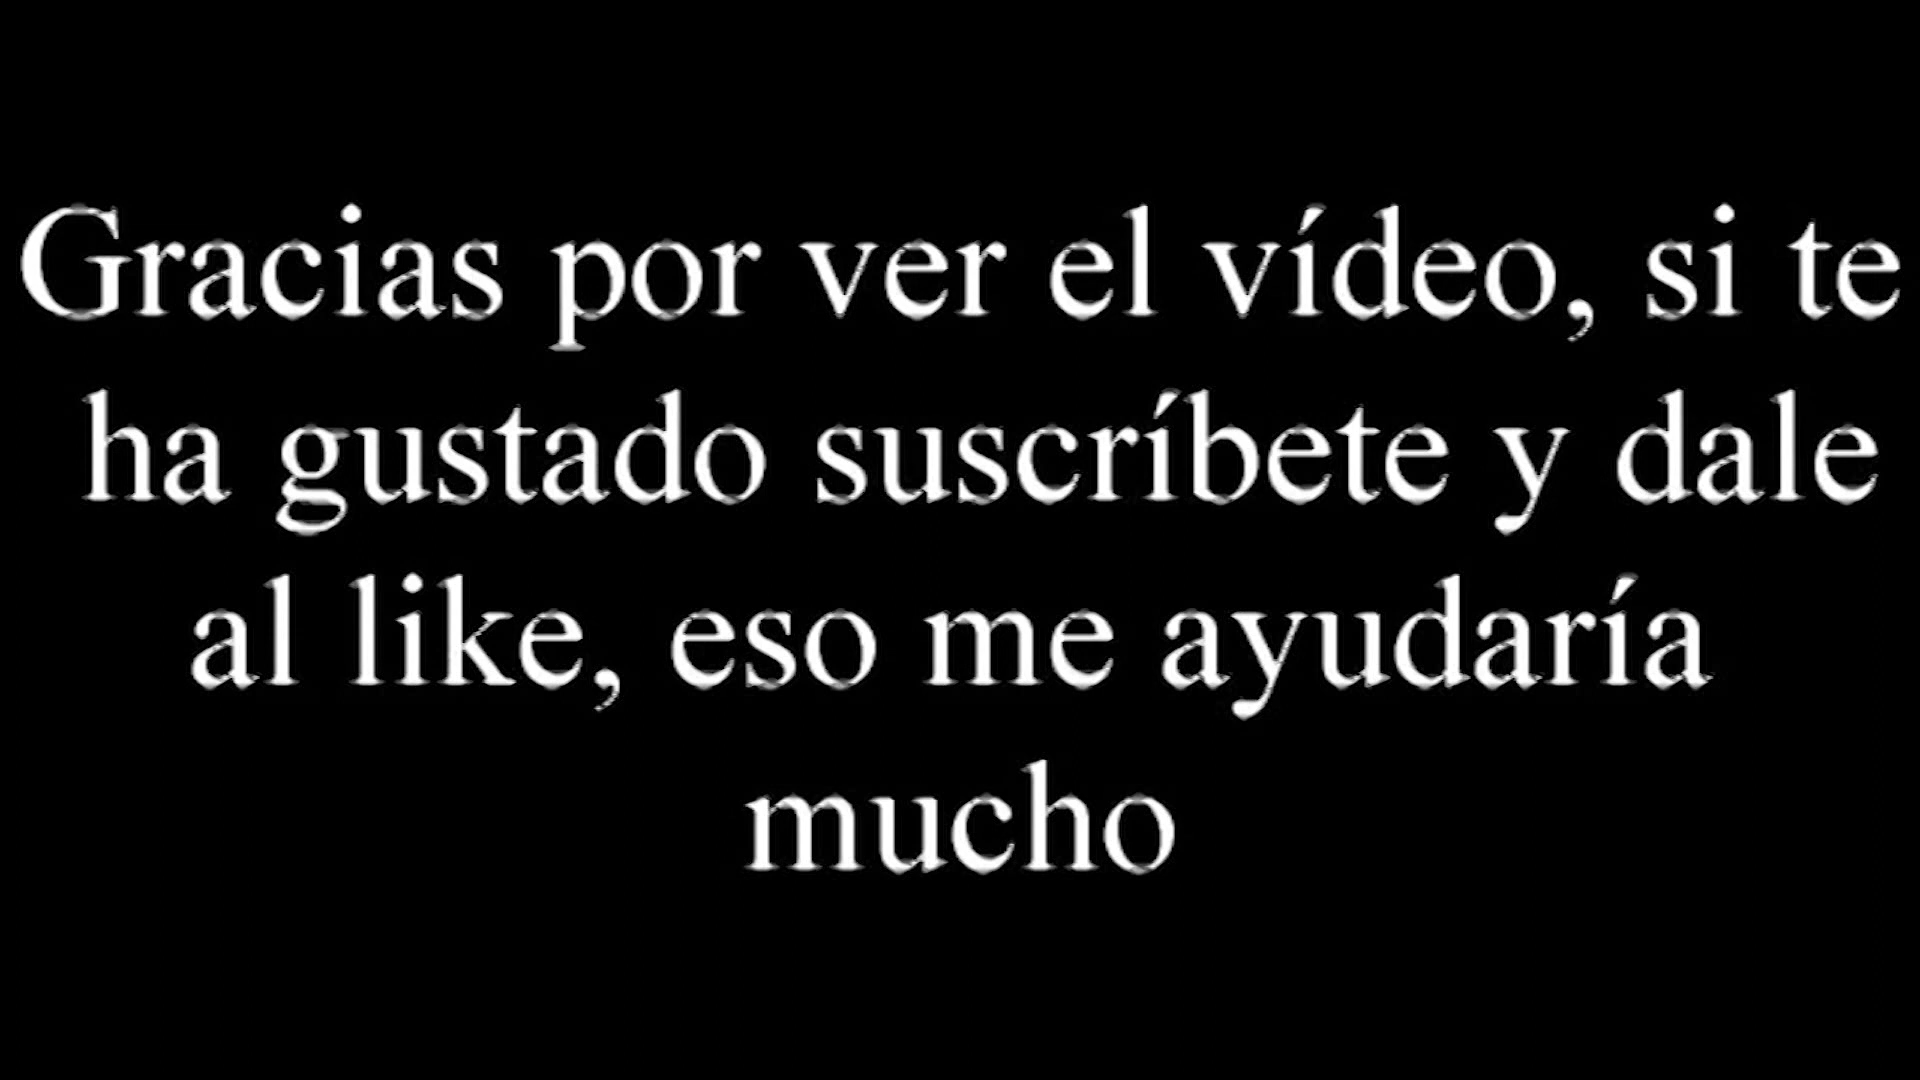 Gracias por ver el vídeo, si te
ha gustado suscríbete y dale
al like, eso me ayudaría
mucho